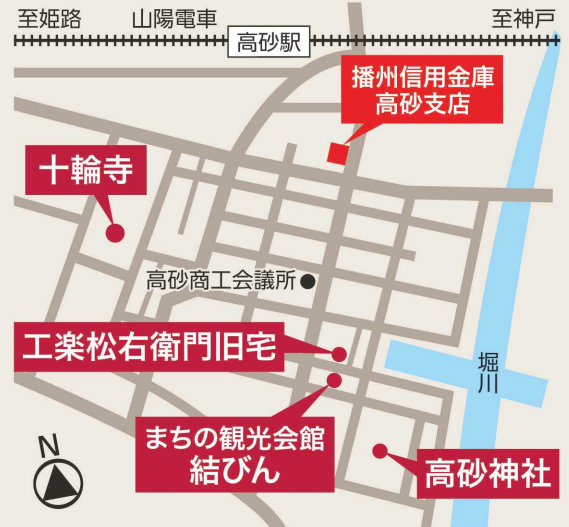 至姫路
山陽電車
至神戸
高砂駅
播州信用金庫
高砂支店
十輪寺
高砂商工会議所
工楽松右衛門旧宅
堀川
まちの観光会館
結びん
高砂神社
N